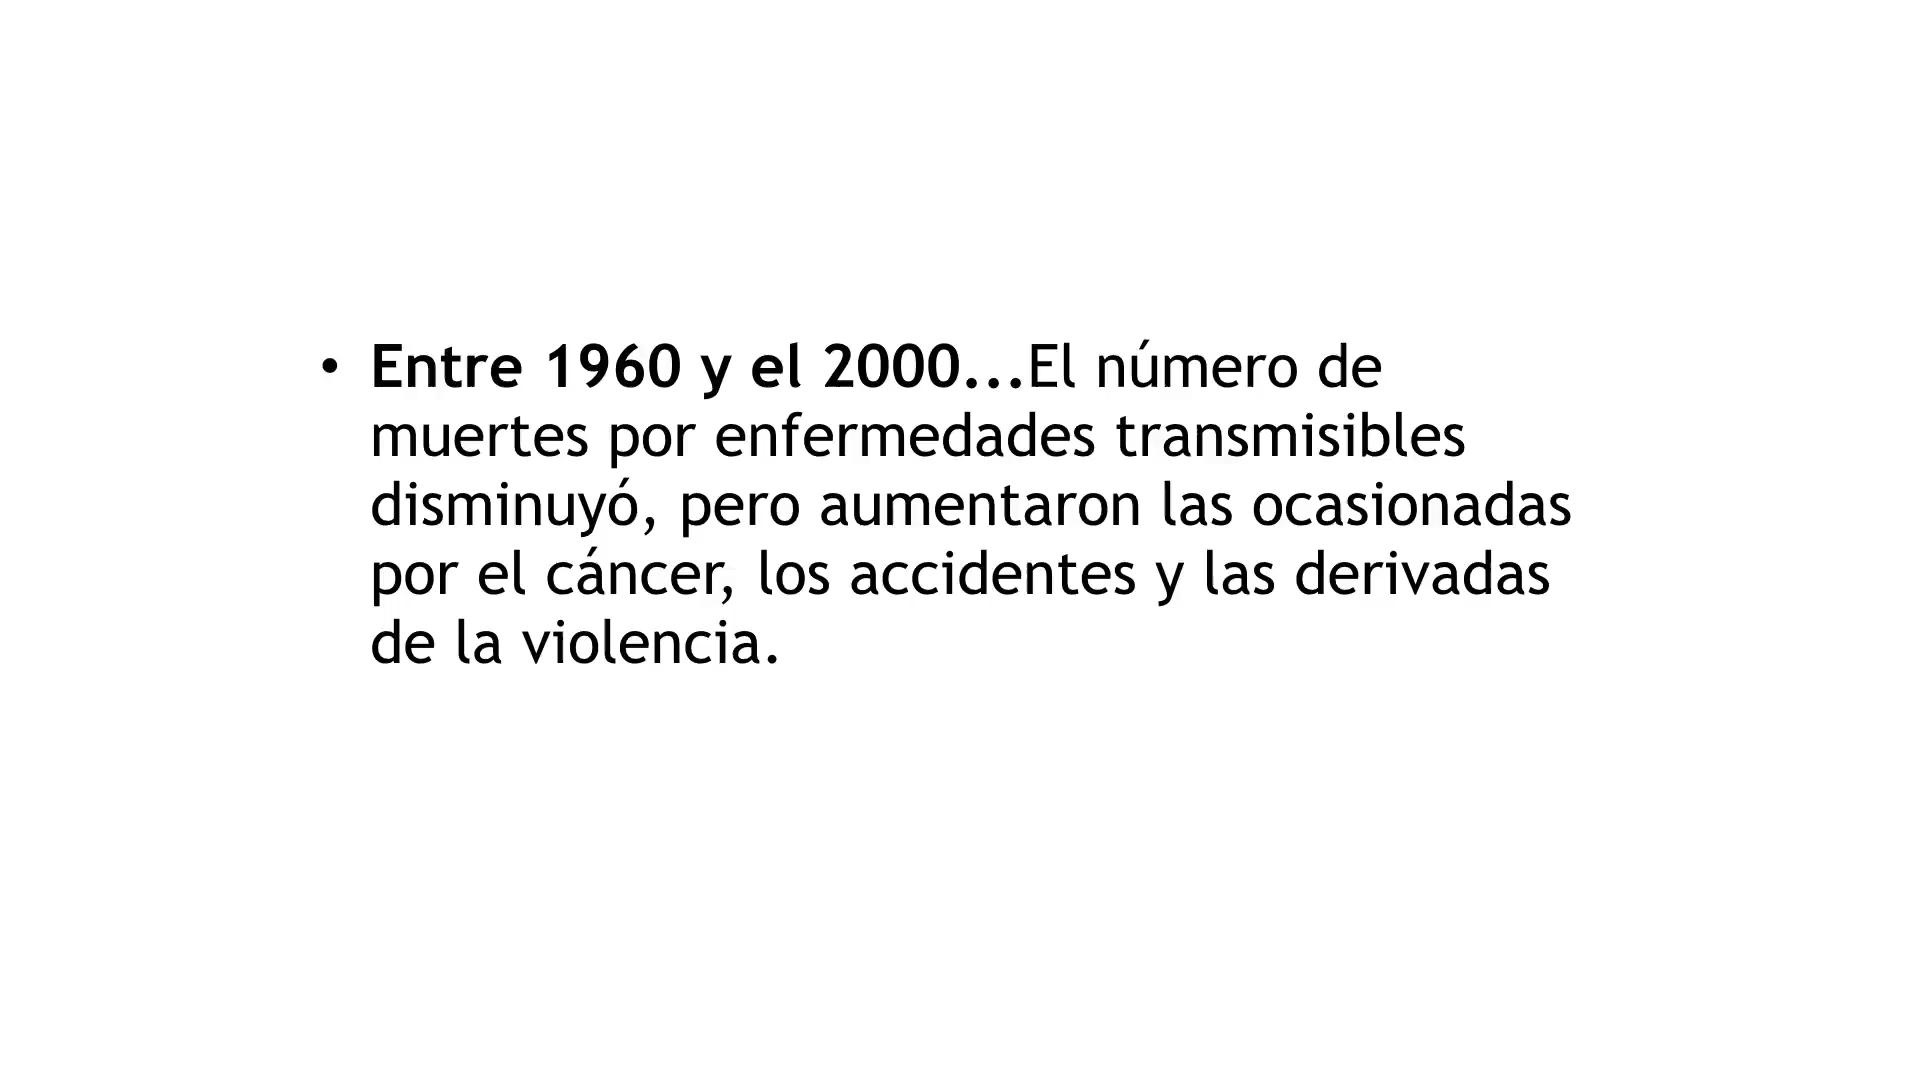 • Entre 1960 y el 2000...El número de
muertes por enfermedades transmisibles
disminuyó, pero aumentaron las ocasionadas
por el cáncer, los accidentes y las derivadas
de la violencia.